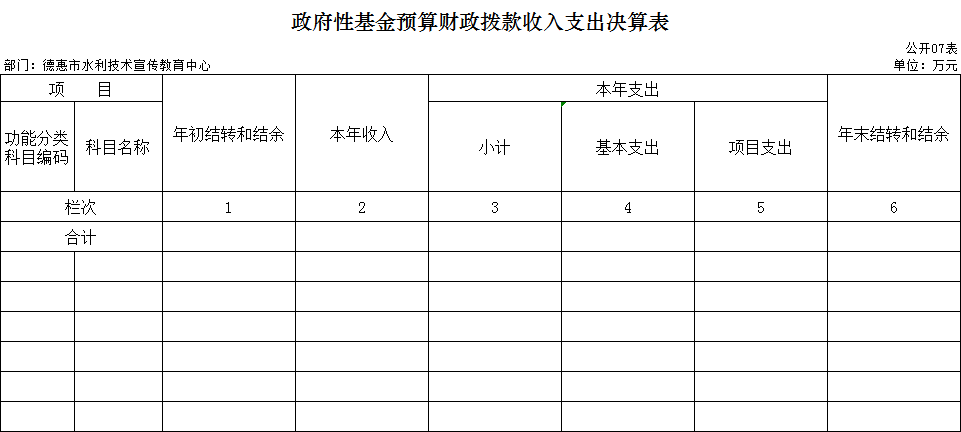 政府性基金预算财政拨款收入支出决算表
公开07表
部门：德惠市水利技术宣传教育中心 单位：万元
项 目 年初结转和结余 本年收入 本年支出 年末结转和结余
功能分类科目编码 科目名称 小计 基本支出 项目支出
栏次 1 2 3 4 5 6
合计